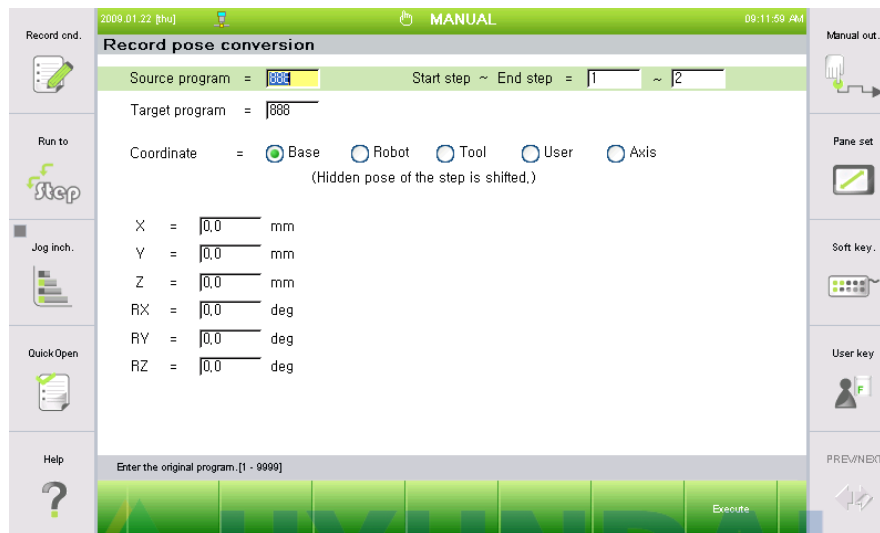 2009.01.22 [thu] MANUAL 09:11:59 AM
Record cnd.
Manual out.
Record pose conversion
Source program = 888 Start step ~ End step = 1 ~ 2
Target program = 888
Run to
Step
Pane set
Coordinate = Base Robot Tool User Axis
(Hidden pose of the step is shifted,)
X = 0,0 mm
Jog inch.
Soft key.
Y = 0,0 mm
Z = 0,0 mm
RX = 0,0 deg
RY = 0,0 deg
QuickOpen
User key
F
RZ = 0,0 deg
Help
Enter the original program.[1 - 9999]
Execute
HYUNDAI